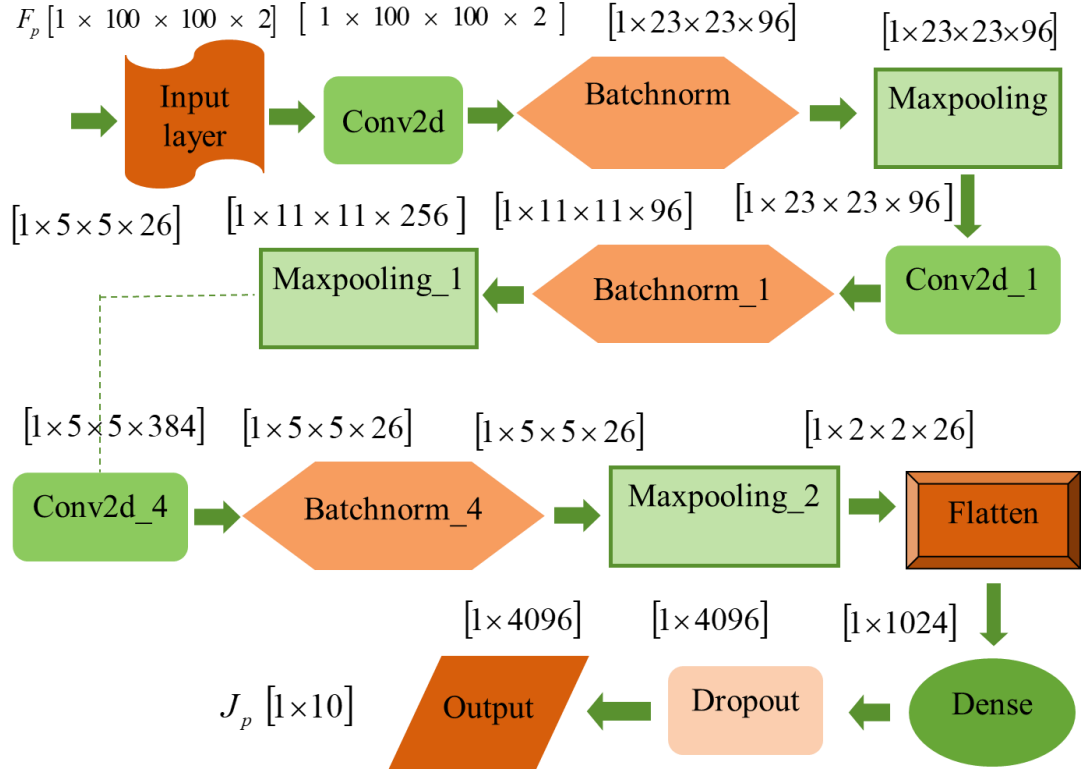 F_p [1 × 100 × 100 × 2] [ 1 × 100 × 100 × 2 ] [1×23×23×96] [1×23×23×96]
Input
layer
Conv2d
Batchnorm
Maxpooling
[1×5×5×26] [1×11×11×256] [1×11×11×96] [1×23×23×96]
Maxpooling_1 Batchnorm_1 Conv2d_1
[1×5×5×384] [1×5×5×26] [1×5×5×26] [1×2×2×26]
Conv2d_4 Batchnorm_4 Maxpooling_2 Flatten
[1×4096] [1×4096] [1×1024]
J_p [1×10] Output Dropout Dense